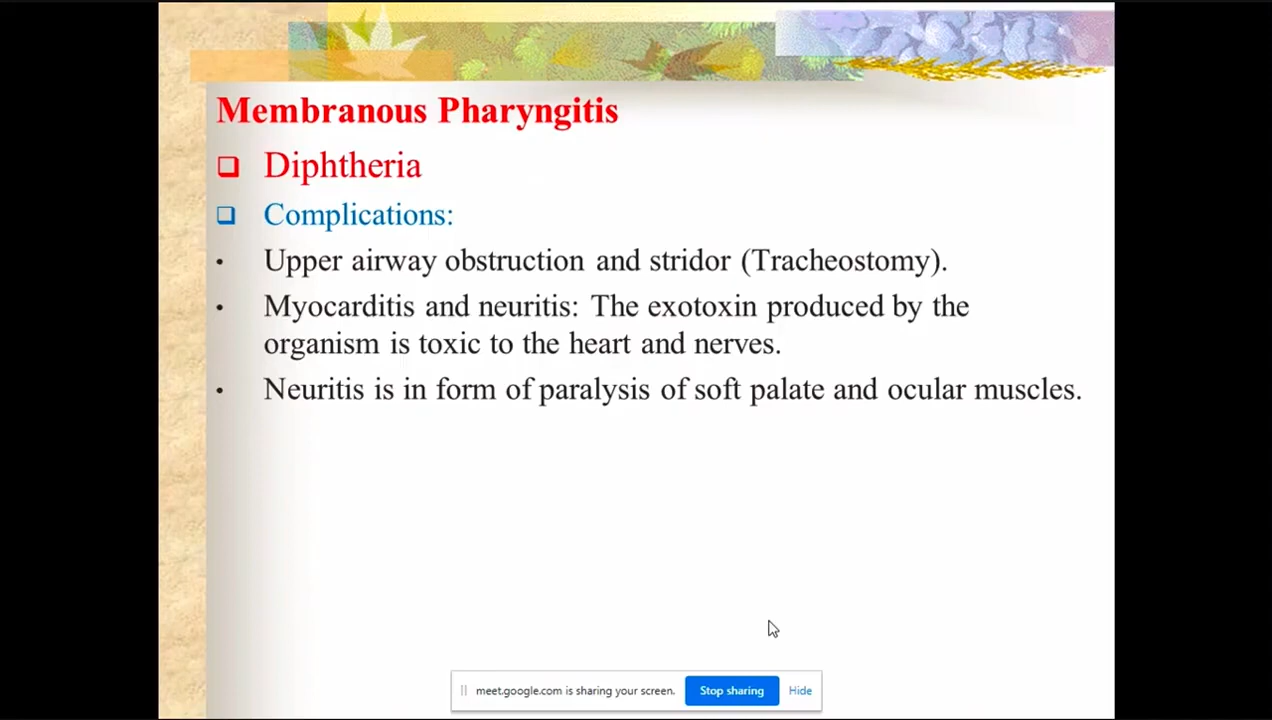 Membranous Pharyngitis
❑ Diphtheria
❑ Complications:
• Upper airway obstruction and stridor (Tracheostomy).
• Myocarditis and neuritis: The exotoxin produced by the
organism is toxic to the heart and nerves.
• Neuritis is in form of paralysis of soft palate and ocular muscles.
meet.google.com is sharing your screen. Stop sharing Hide